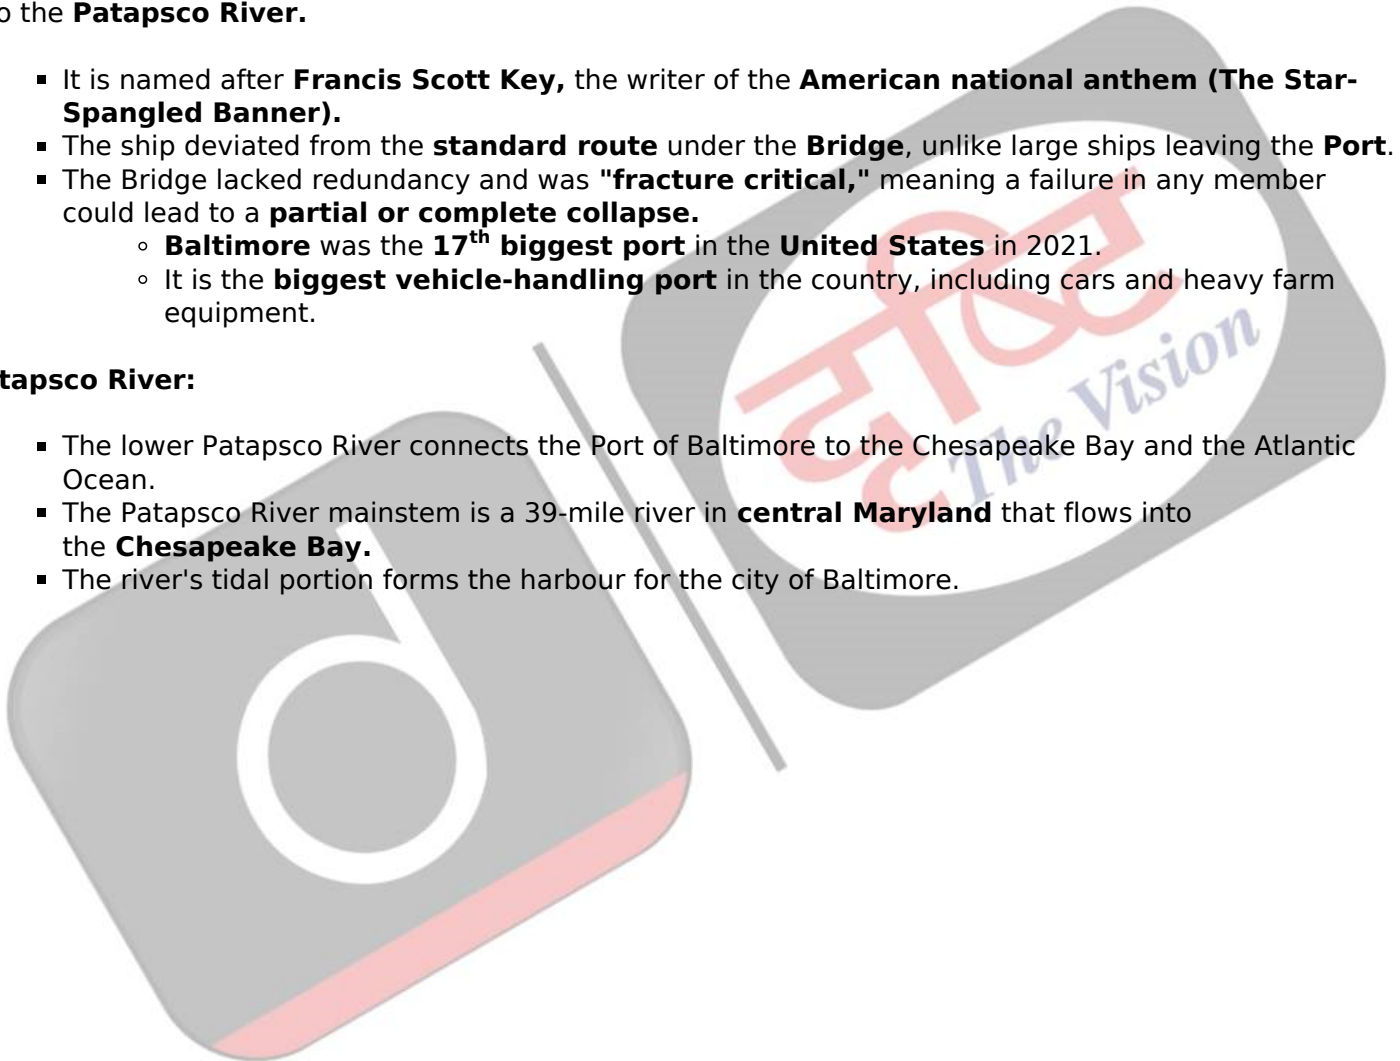 o the Patapsco River.
It is named after Francis Scott Key, the writer of the American national anthem (The Star-
Spangled Banner).
The ship deviated from the standard route under the Bridge, unlike large ships leaving the Port.
The Bridge lacked redundancy and was "fracture critical," meaning a failure in any member
could lead to a partial or complete collapse.
Baltimore was the 17th biggest port in the United States in 2021.
It is the biggest vehicle-handling port in the country, including cars and heavy farm
equipment.
tapsco River:
The lower Patapsco River connects the Port of Baltimore to the Chesapeake Bay and the Atlantic
Ocean.
The Patapsco River mainstem is a 39-mile river in central Maryland that flows into
the Chesapeake Bay.
The river's tidal portion forms the harbour for the city of Baltimore.
d
दृष्टि
The Vision